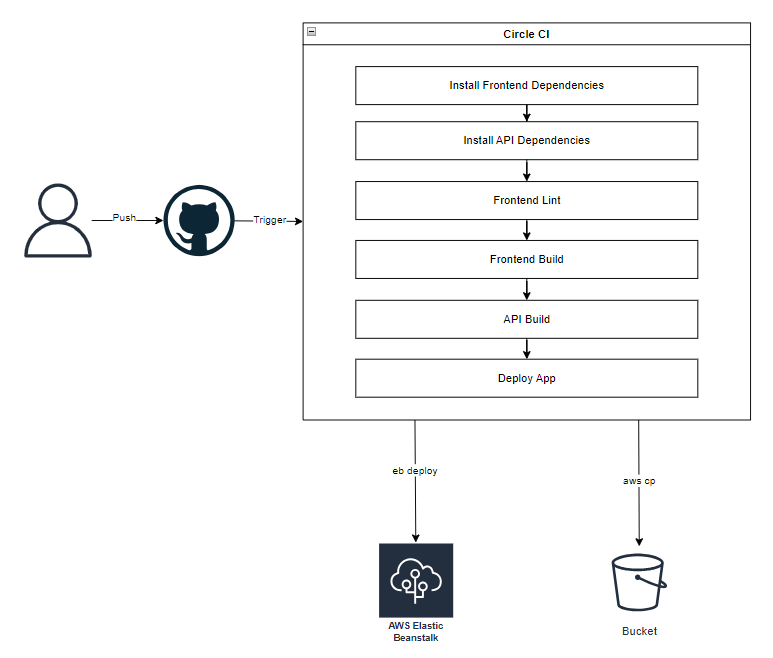 Circle CI
Install Frontend Dependencies
Install API Dependencies
Frontend Lint
Frontend Build
API Build
Deploy App
Push
Trigger
eb deploy
aws cp
AWS Elastic
Beanstalk
Bucket